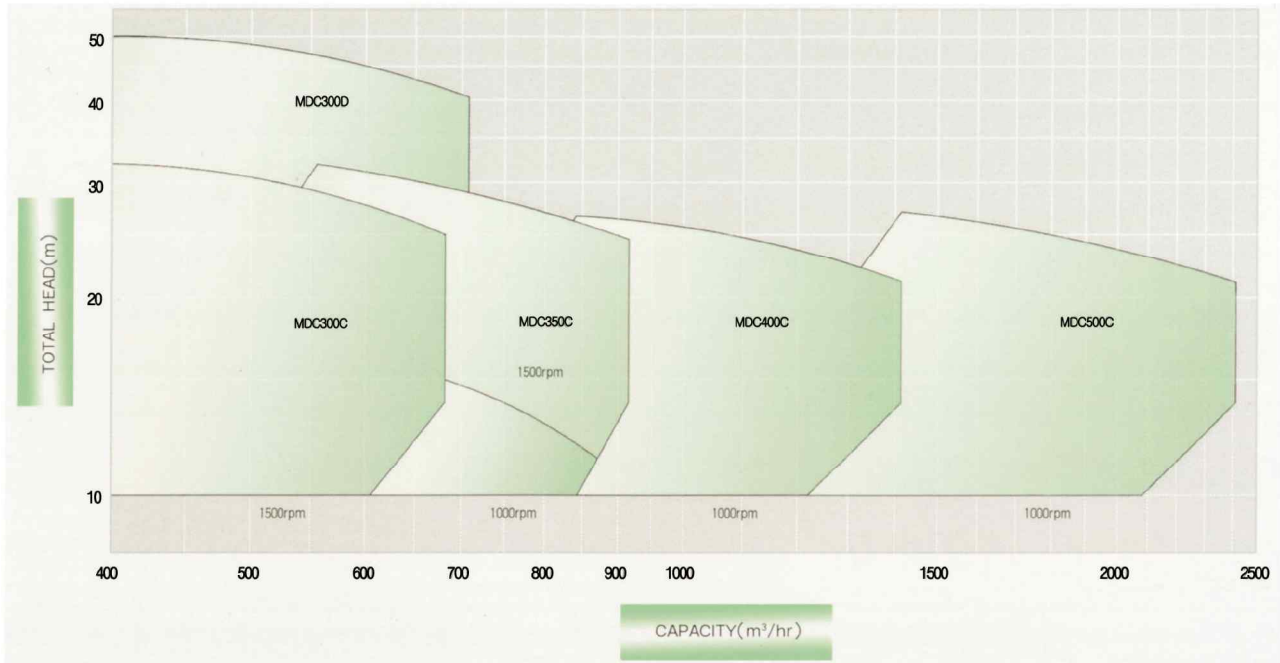 TOTAL HEAD(m)
50
40
30
20
10
MDC300D
MDC300C
MDC350C
1500rpm
MDC400C
MDC500C
1500rpm
1000rpm
1000rpm
1000rpm
400
500
600
700
800
900
1000
1500
2000
2500
CAPACITY(m³/hr)